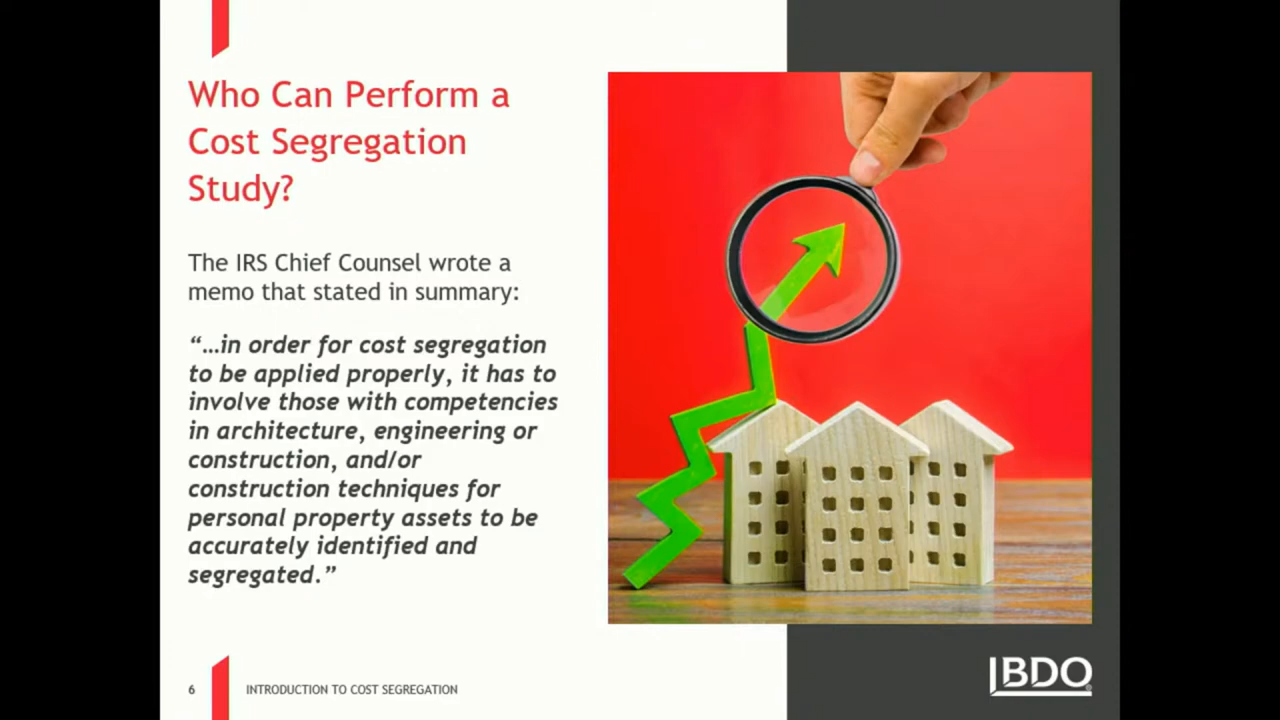 Who Can Perform a
Cost Segregation
Study?
The IRS Chief Counsel wrote a
memo that stated in summary:
“…in order for cost segregation
to be applied properly, it has to
involve those with competencies
in architecture, engineering or
construction, and/or
construction techniques for
personal property assets to be
accurately identified and
segregated.”
6 INTRODUCTION TO COST SEGREGATION
BDO